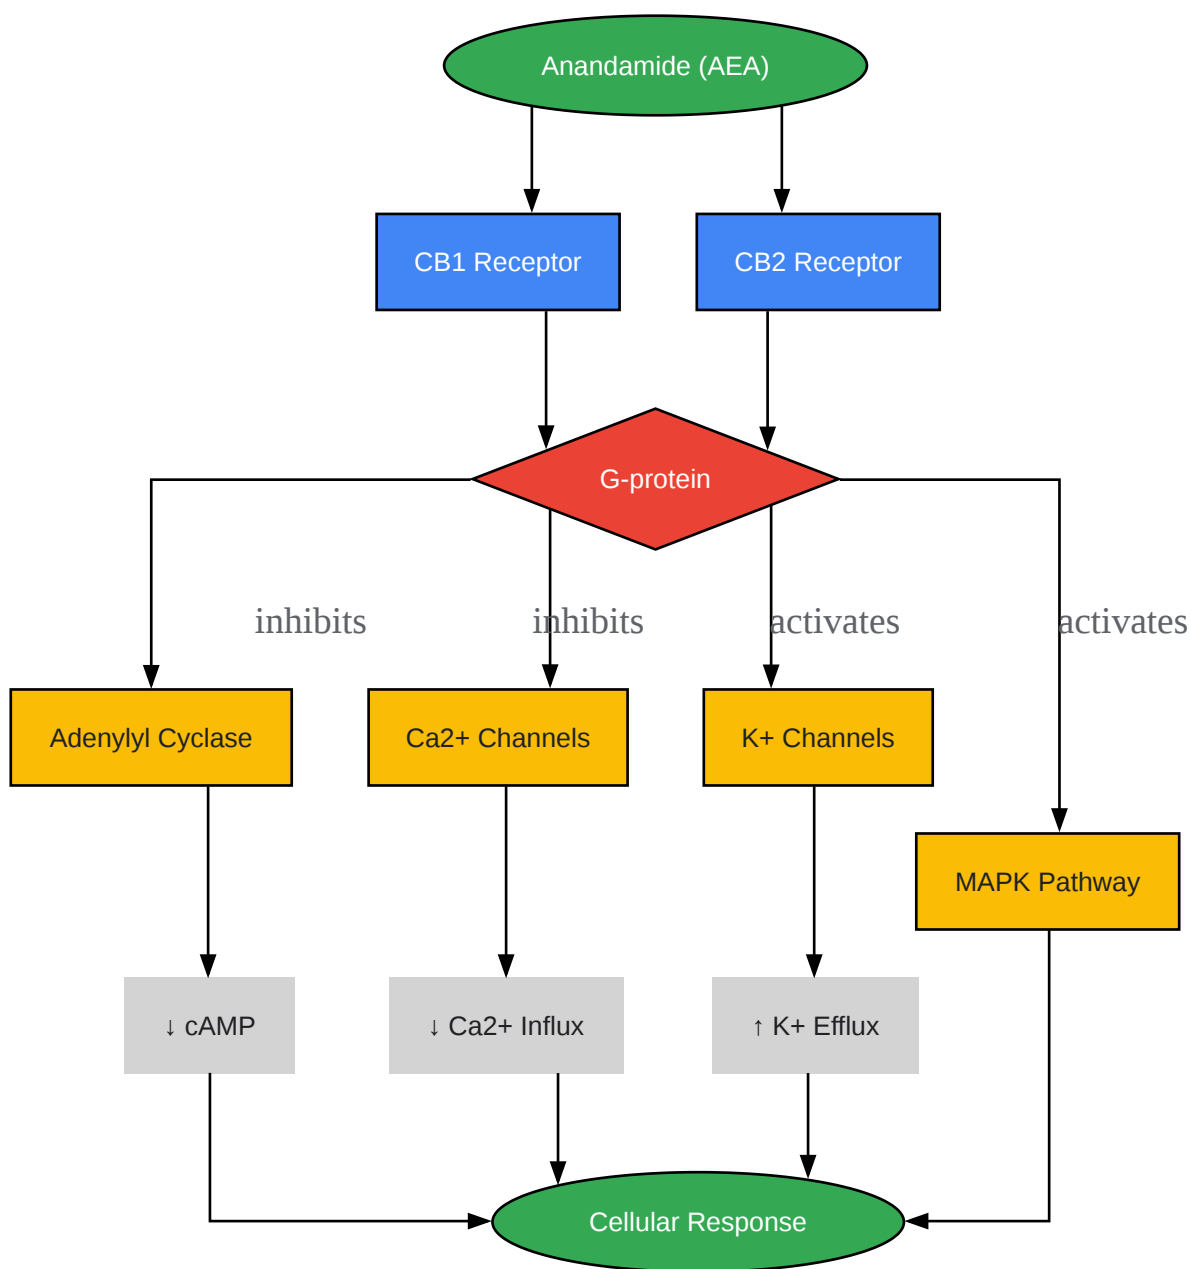 Anandamide (AEA)
CB1 Receptor
CB2 Receptor
G-protein
inhibits
inhibits
activates
activates
Adenylyl Cyclase
Ca2+ Channels
K+ Channels
MAPK Pathway
↓ cAMP
↓ Ca2+ Influx
↑ K+ Efflux
Cellular Response